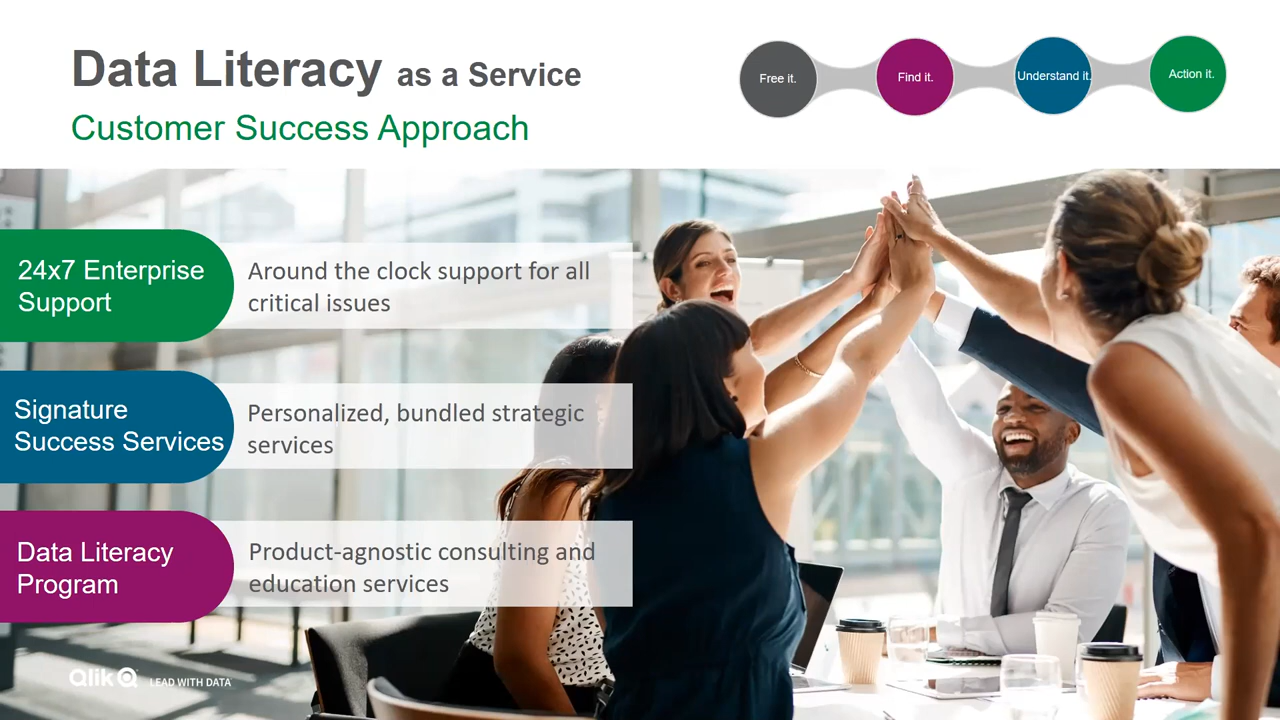 Data Literacy as a Service
Customer Success Approach
Free it.
Find it.
Understand it.
Action it.
24x7 Enterprise
Support
Around the clock support for all
critical issues
Signature
Success Services
Personalized, bundled strategic
services
Data Literacy
Program
Product-agnostic consulting and
education services
Qlik LEAD WITH DATA